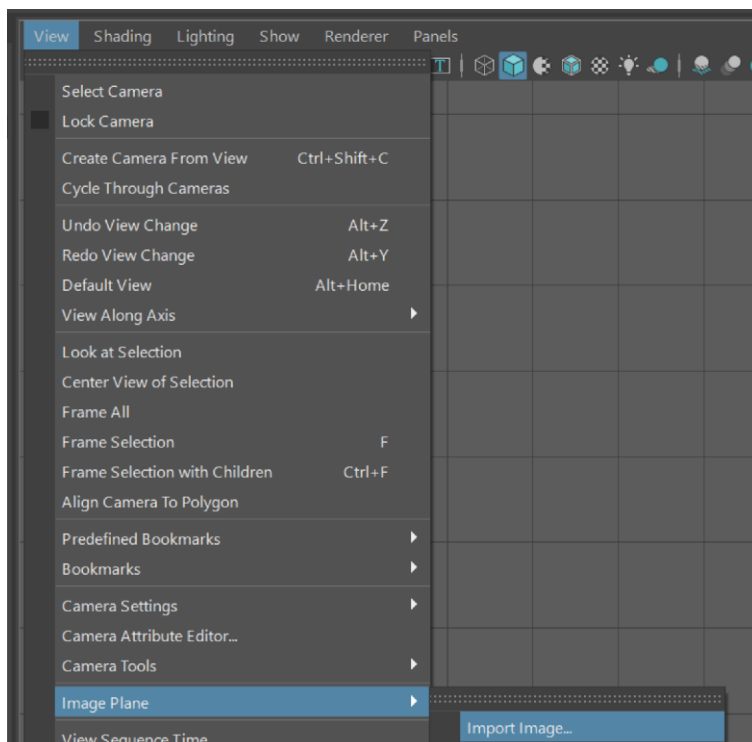 View Shading Lighting Show Renderer Panels
T
Select Camera
Lock Camera
Create Camera From View Ctrl+Shift+C
Cycle Through Cameras
Undo View Change Alt+Z
Redo View Change Alt+Y
Default View Alt+Home
View Along Axis
Look at Selection
Center View of Selection
Frame All
Frame Selection F
Frame Selection with Children Ctrl+F
Align Camera To Polygon
Predefined Bookmarks
Bookmarks
Camera Settings
Camera Attribute Editor...
Camera Tools
Image Plane
Import Image...
View Sequence Time